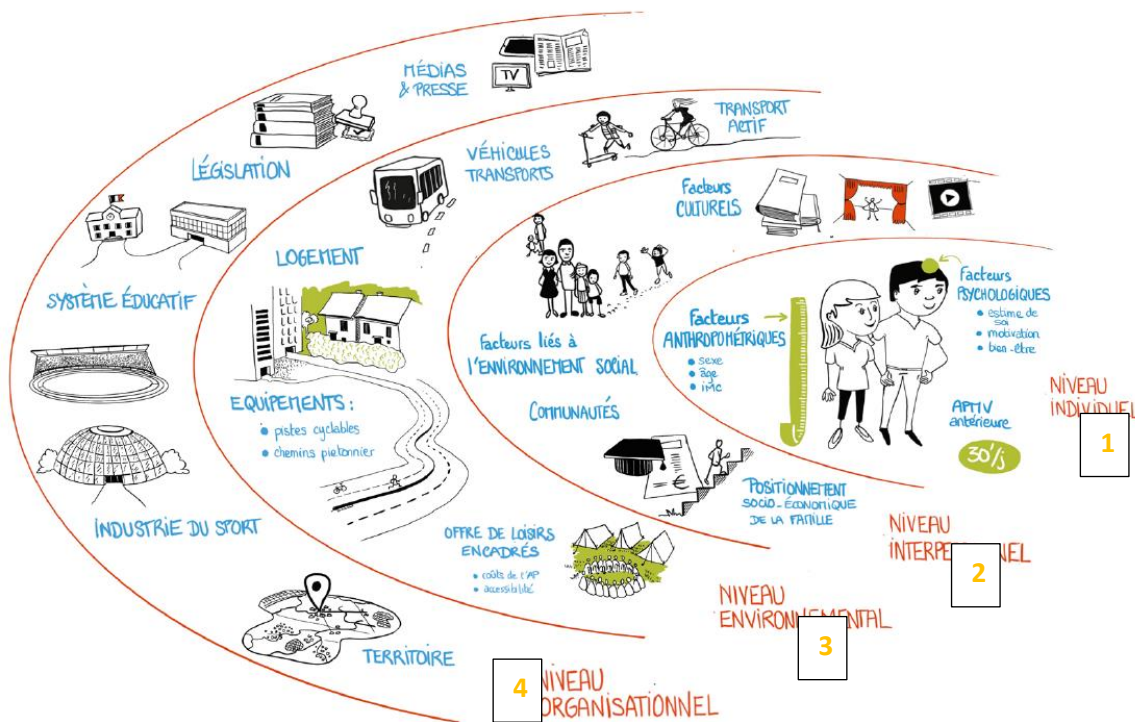 MÉDIAS
& PRESSE
TV
LÉGISLATION
SYSTÈME ÉDUCATIF
INDUSTRIE DU SPORT
TERRITOIRE
4
NIVEAU
ORGANISATIONNEL
TRANSPORT
ACTIF
VÉHICULES
TRANSPORTS
LOGEMENT
EQUIPEMENTS :
• pistes cyclables
• chemins pietonnier
OFFRE DE LOISIRS
ENCADRÉS
• coûts de l'AP
• accessibilité
NIVEAU
ENVIRONNEMENTAL
3
Facteurs
CULTURELS
Facteurs liés à
l'ENVIRONNEMENT SOCIAL
COMMUNAUTÉS
€
POSITIONNEMENT
SOCIO-ÉCONOMIQUE
DE LA FAMILLE
NIVEAU
INTERPERSONNEL
2
Facteurs
ANTHROPOMÉTRIQUES
• sexe
• âge
• IMC
Facteurs
PSYCHOLOGIQUES
• estime de
soi
• motivation
• bien-être
APMV
antérieure
30'/j
NIVEAU
INDIVIDUEL
1